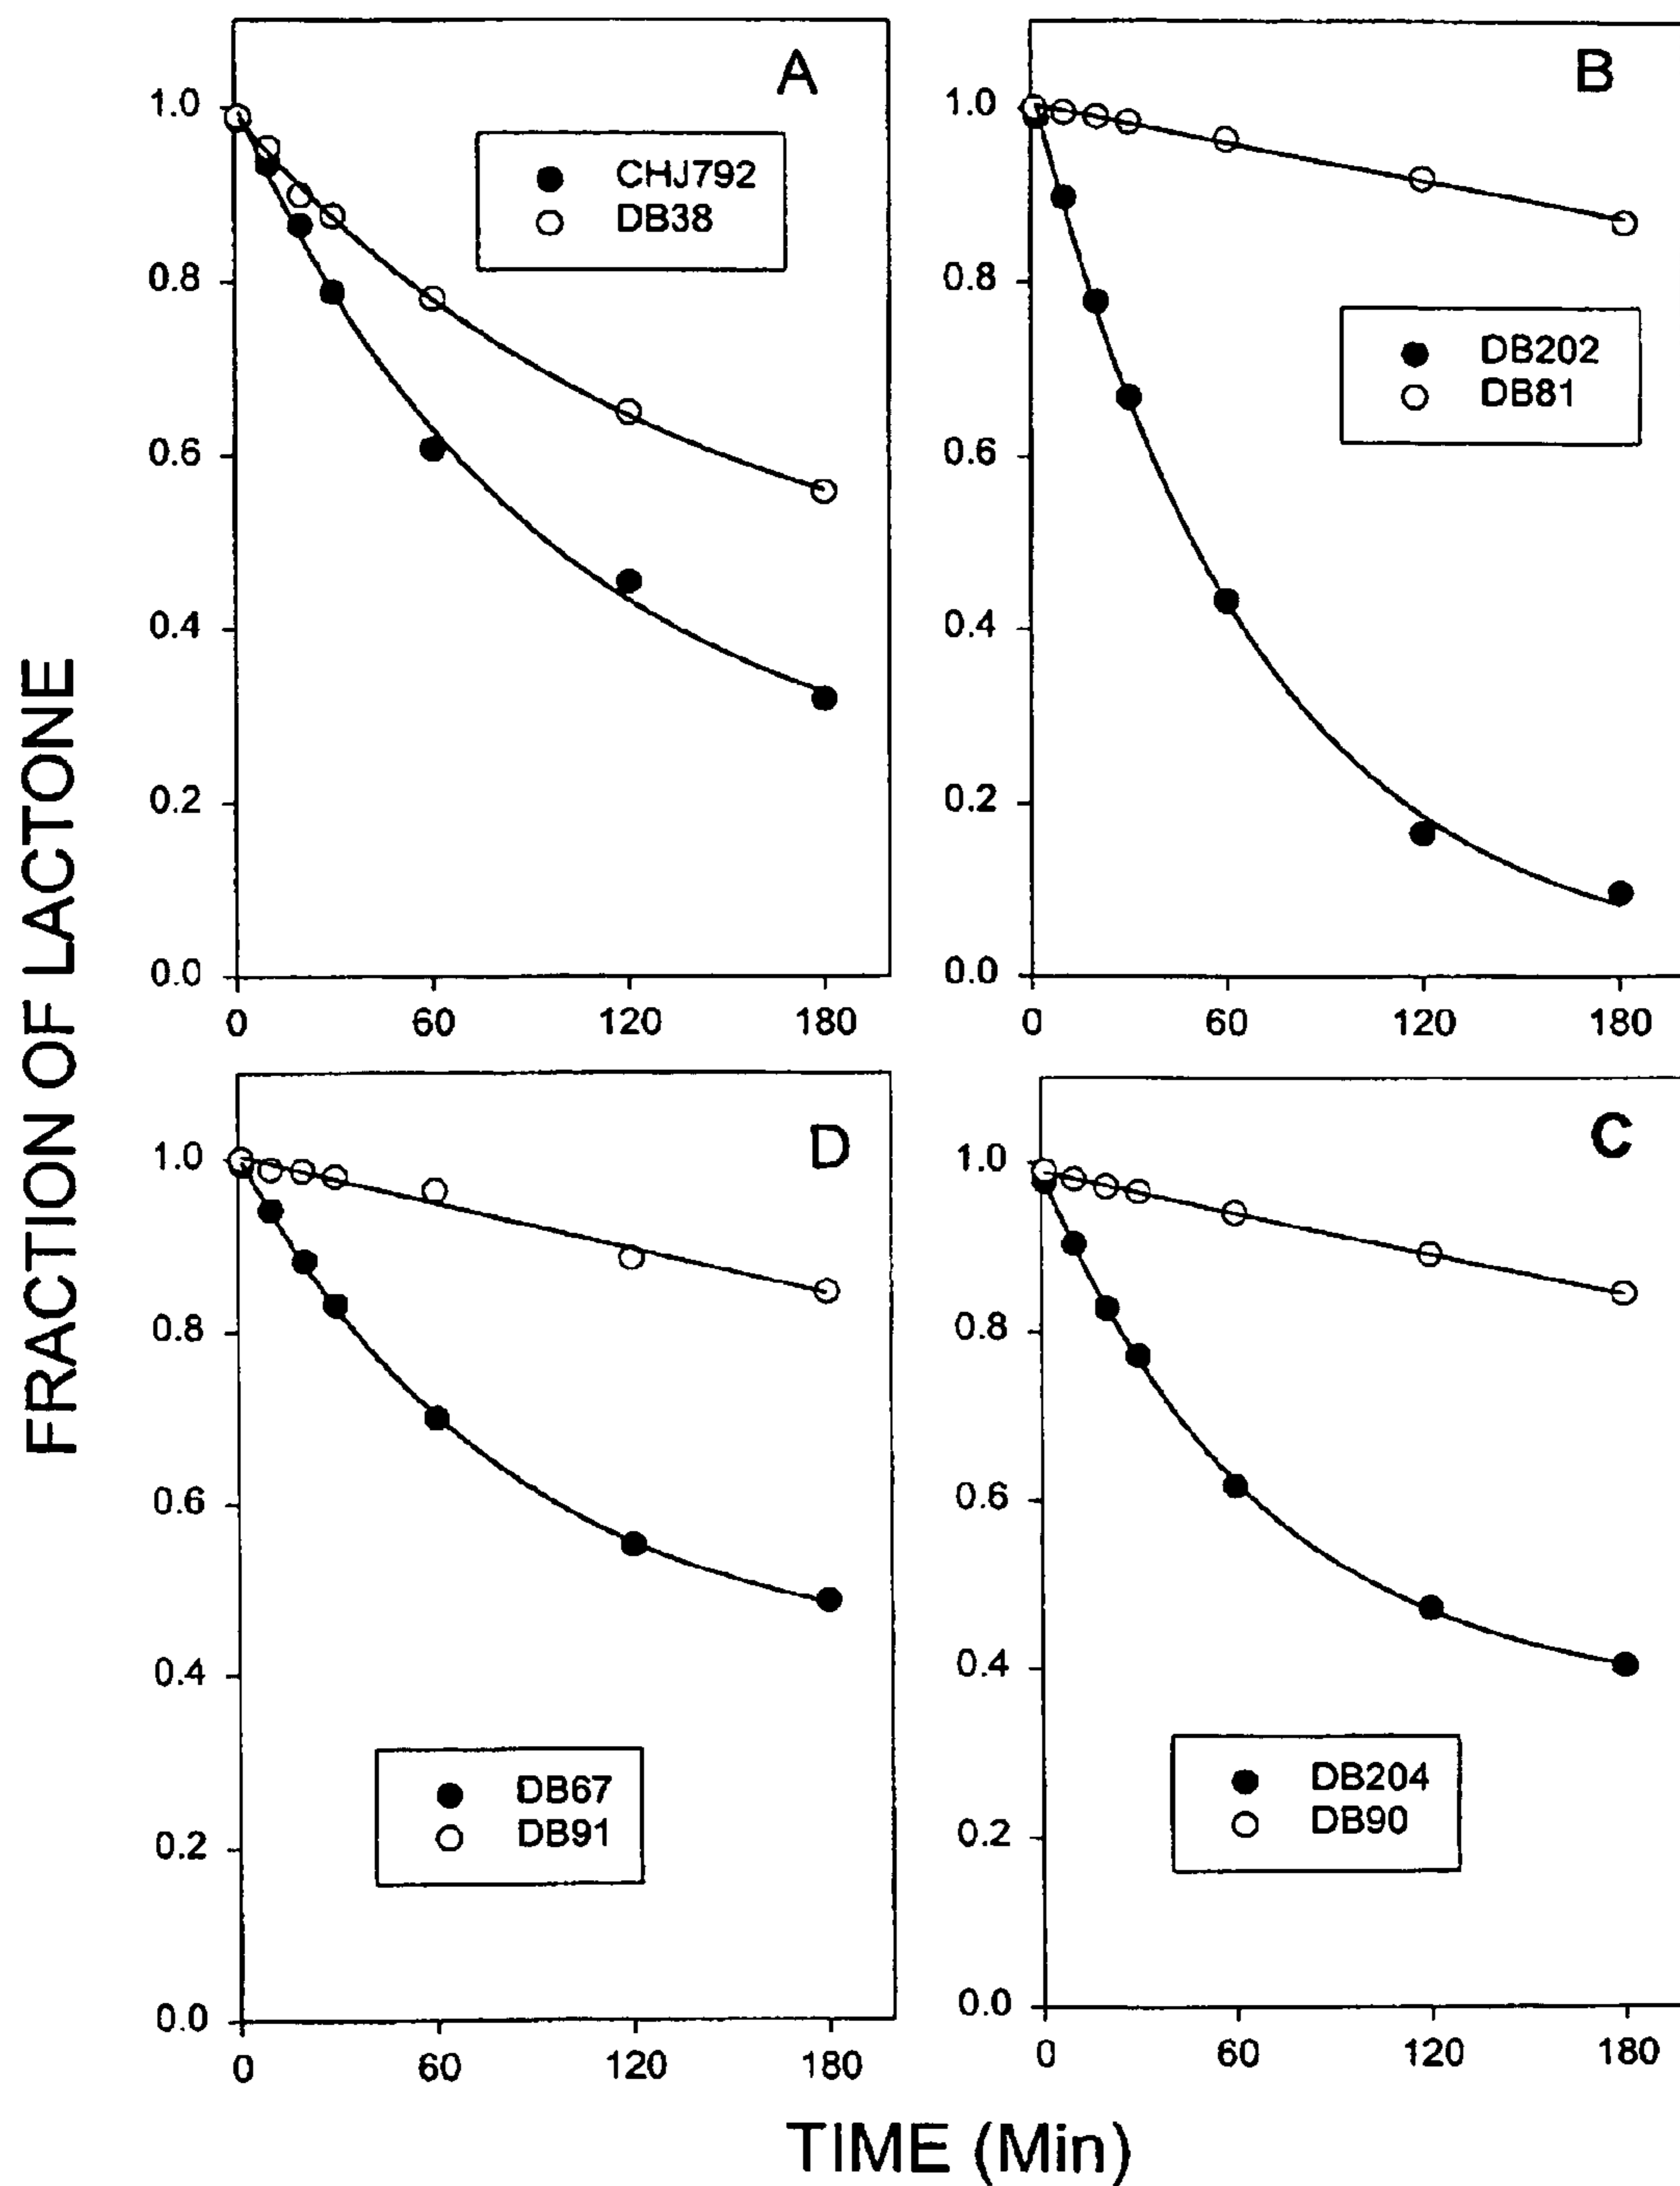 FRACTION OF LACTONE
A
1.0
0.8
0.6
0.4
0.2
0.0
CHJ792
DB38
0 60 120 180
B
1.0
0.8
0.6
0.4
0.2
0.0
DB202
DB81
0 60 120 180
D
1.0
0.8
0.6
0.4
0.2
0.0
DB67
DB91
0 60 120 180
C
1.0
0.8
0.6
0.4
0.2
0.0
DB204
DB90
0 60 120 180
TIME (Min)